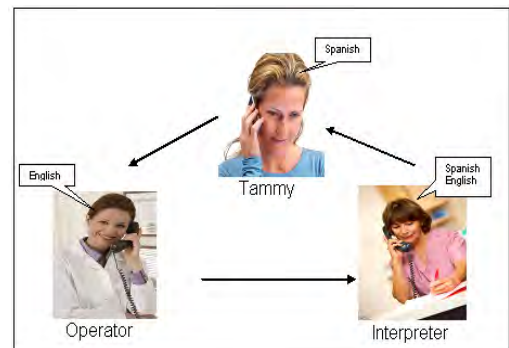 Spanish
English
Spanish
English
Tammy
Operator
Interpreter